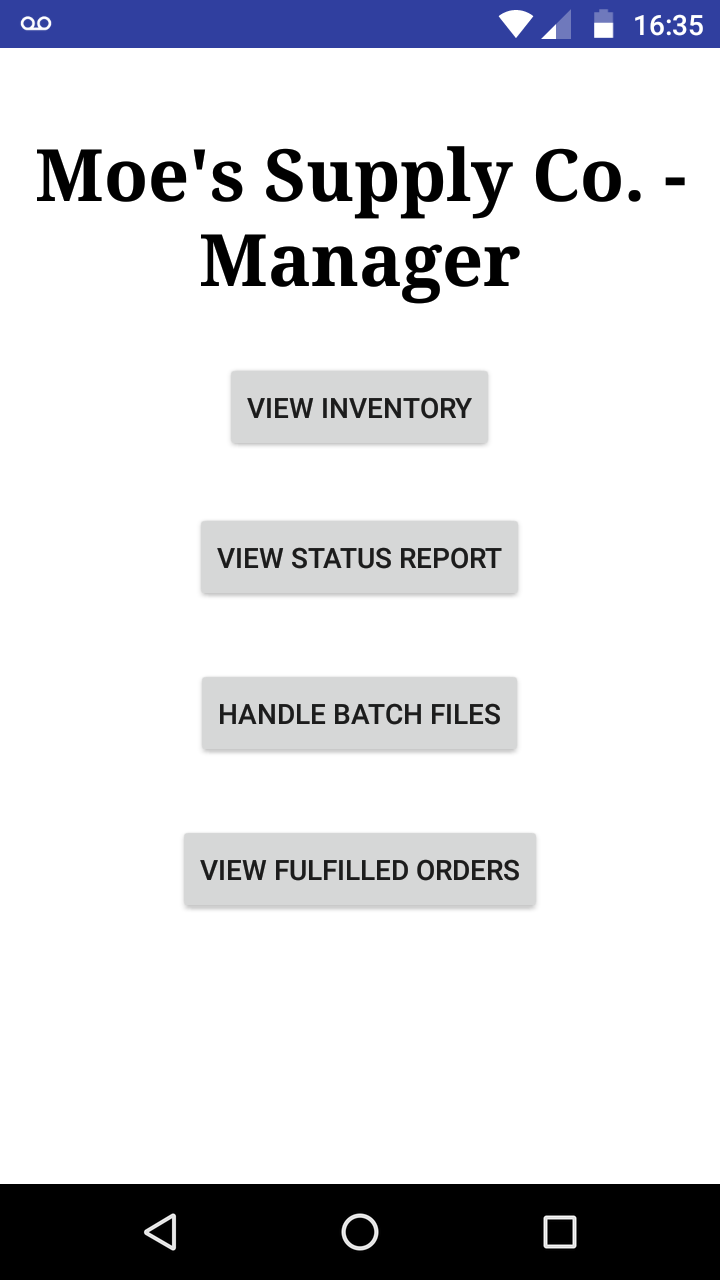 16:35
Moe's Supply Co. -
Manager
VIEW INVENTORY
VIEW STATUS REPORT
HANDLE BATCH FILES
VIEW FULFILLED ORDERS